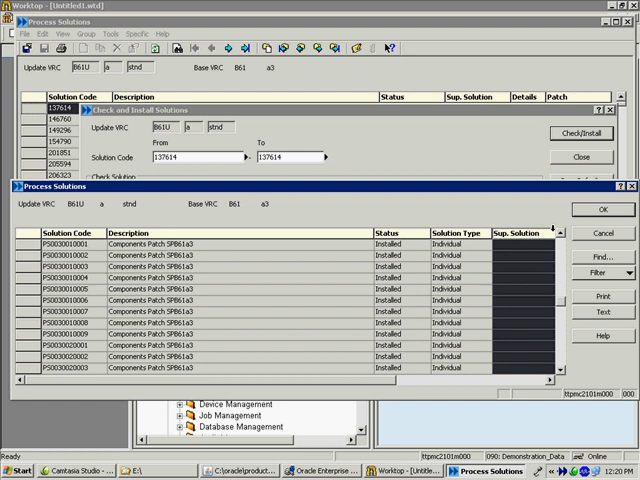 Worktop - [Untitled1.wtd]
Process Solutions
File Edit View Group Tools Specific Help
Update VRC B61U a stnd Base VRC B61 a3
Solution Code Description Status Sup. Solution Details Patch
137614
146760
149296
154790
201851
205594
206323
Check and Install Solutions
Update VRC B61U a stnd
Check/Install
From To
Solution Code 137614 - 137614
Close
Check Solution
Process Solutions
Update VRC B61U a stnd Base VRC B61 a3
OK
Cancel
Find...
Filter
Print
Text
Help
Solution Code Description Status Solution Type Sup. Solution
PS0030010001 Components Patch SPB61a3 Installed Individual
PS0030010002 Components Patch SPB61a3 Installed Individual
PS0030010003 Components Patch SPB61a3 Installed Individual
PS0030010004 Components Patch SPB61a3 Installed Individual
PS0030010005 Components Patch SPB61a3 Installed Individual
PS0030010006 Components Patch SPB61a3 Installed Individual
PS0030010007 Components Patch SPB61a3 Installed Individual
PS0030010008 Components Patch SPB61a3 Installed Individual
PS0030010009 Components Patch SPB61a3 Installed Individual
PS0030020001 Components Patch SPB61a3 Installed Individual
PS0030020002 Components Patch SPB61a3 Installed Individual
PS0030020003 Components Patch SPB61a3 Installed Individual
ttpmc2101m000 000
Device Management
Job Management
Database Management
Ready ttpmc2101m000 090: Demonstration_Data Online
Start Camtasia Studio - ... E:\ C:\oracle\product... Oracle Enterprise ... Worktop - [Untitle... Process Solutions 12:20 PM